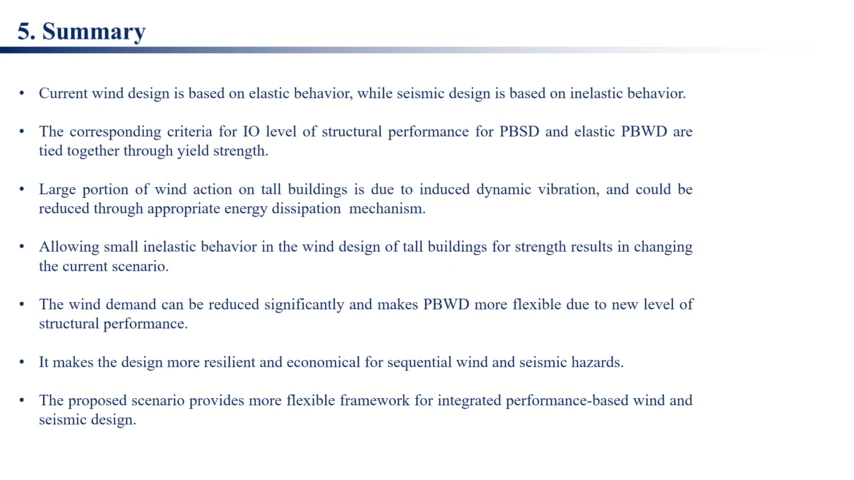 5. Summary
• Current wind design is based on elastic behavior, while seismic design is based on inelastic behavior.
• The corresponding criteria for IO level of structural performance for PBSD and elastic PBWD are
tied together through yield strength.
• Large portion of wind action on tall buildings is due to induced dynamic vibration, and could be
reduced through appropriate energy dissipation mechanism.
• Allowing small inelastic behavior in the wind design of tall buildings for strength results in changing
the current scenario.
• The wind demand can be reduced significantly and makes PBWD more flexible due to new level of
structural performance.
• It makes the design more resilient and economical for sequential wind and seismic hazards.
• The proposed scenario provides more flexible framework for integrated performance-based wind and
seismic design.